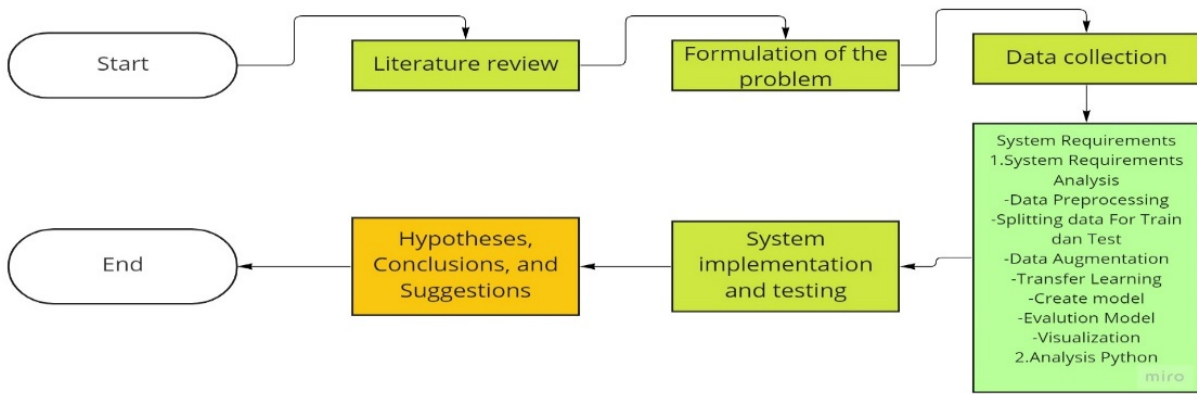 Start
Literature review
Formulation of the
problem
Data collection
System Requirements
1.System Requirements
Analysis
-Data Preprocessing
-Splitting data For Train
dan Test
-Data Augmentation
-Transfer Learning
-Create model
-Evalution Model
-Visualization
2.Analysis Python
System
implementation
and testing
Hypotheses,
Conclusions, and
Suggestions
End
miro